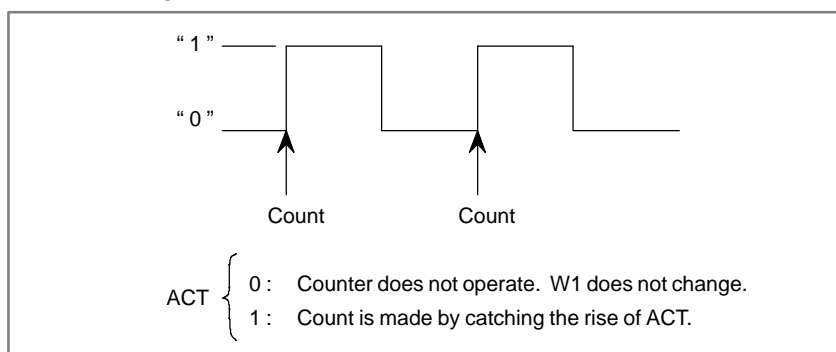 “ 1 ”
“ 0 ”
Count Count
ACT
0 : Counter does not operate. W1 does not change.
1 : Count is made by catching the rise of ACT.